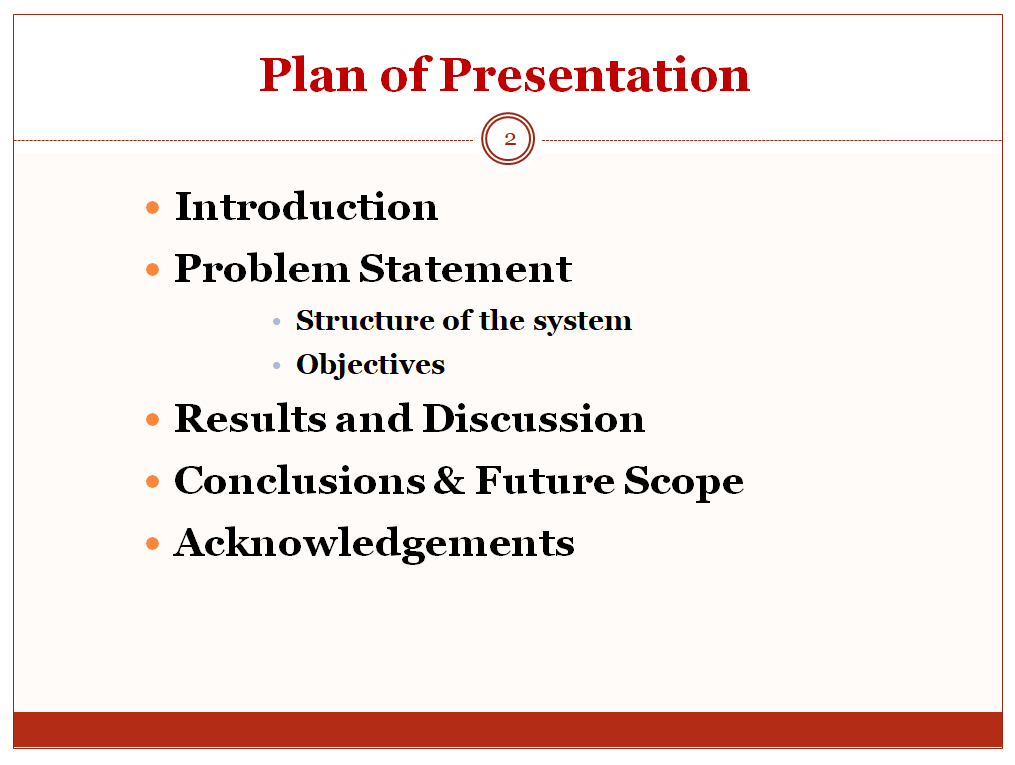 Plan of Presentation
2
Introduction
Problem Statement
Structure of the system
Objectives
Results and Discussion
Conclusions & Future Scope
Acknowledgements